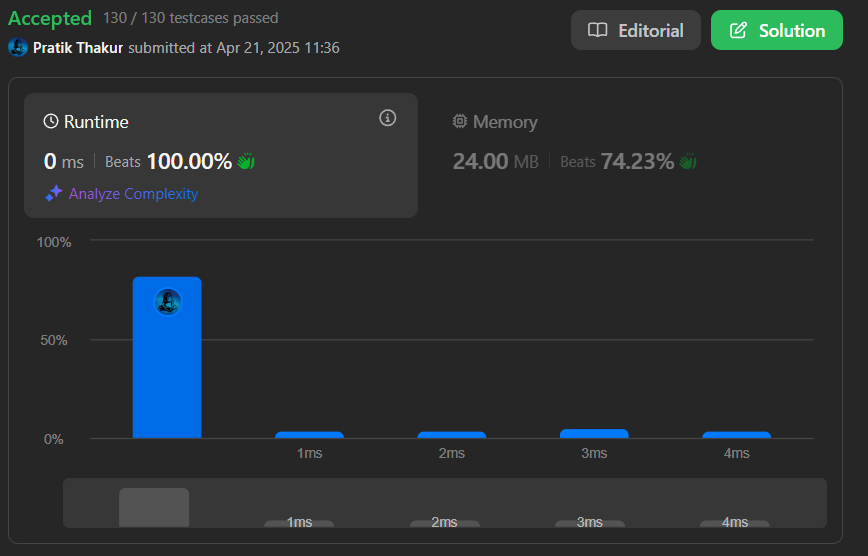 Accepted 130 / 130 testcases passed
Editorial
Solution
Pratik Thakur submitted at Apr 21, 2025 11:36
Runtime
Memory
0 ms | Beats 100.00%
24.00 MB | Beats 74.23%
Analyze Complexity
100%
50%
0%
1ms 2ms 3ms 4ms
1ms 2ms 3ms 4ms